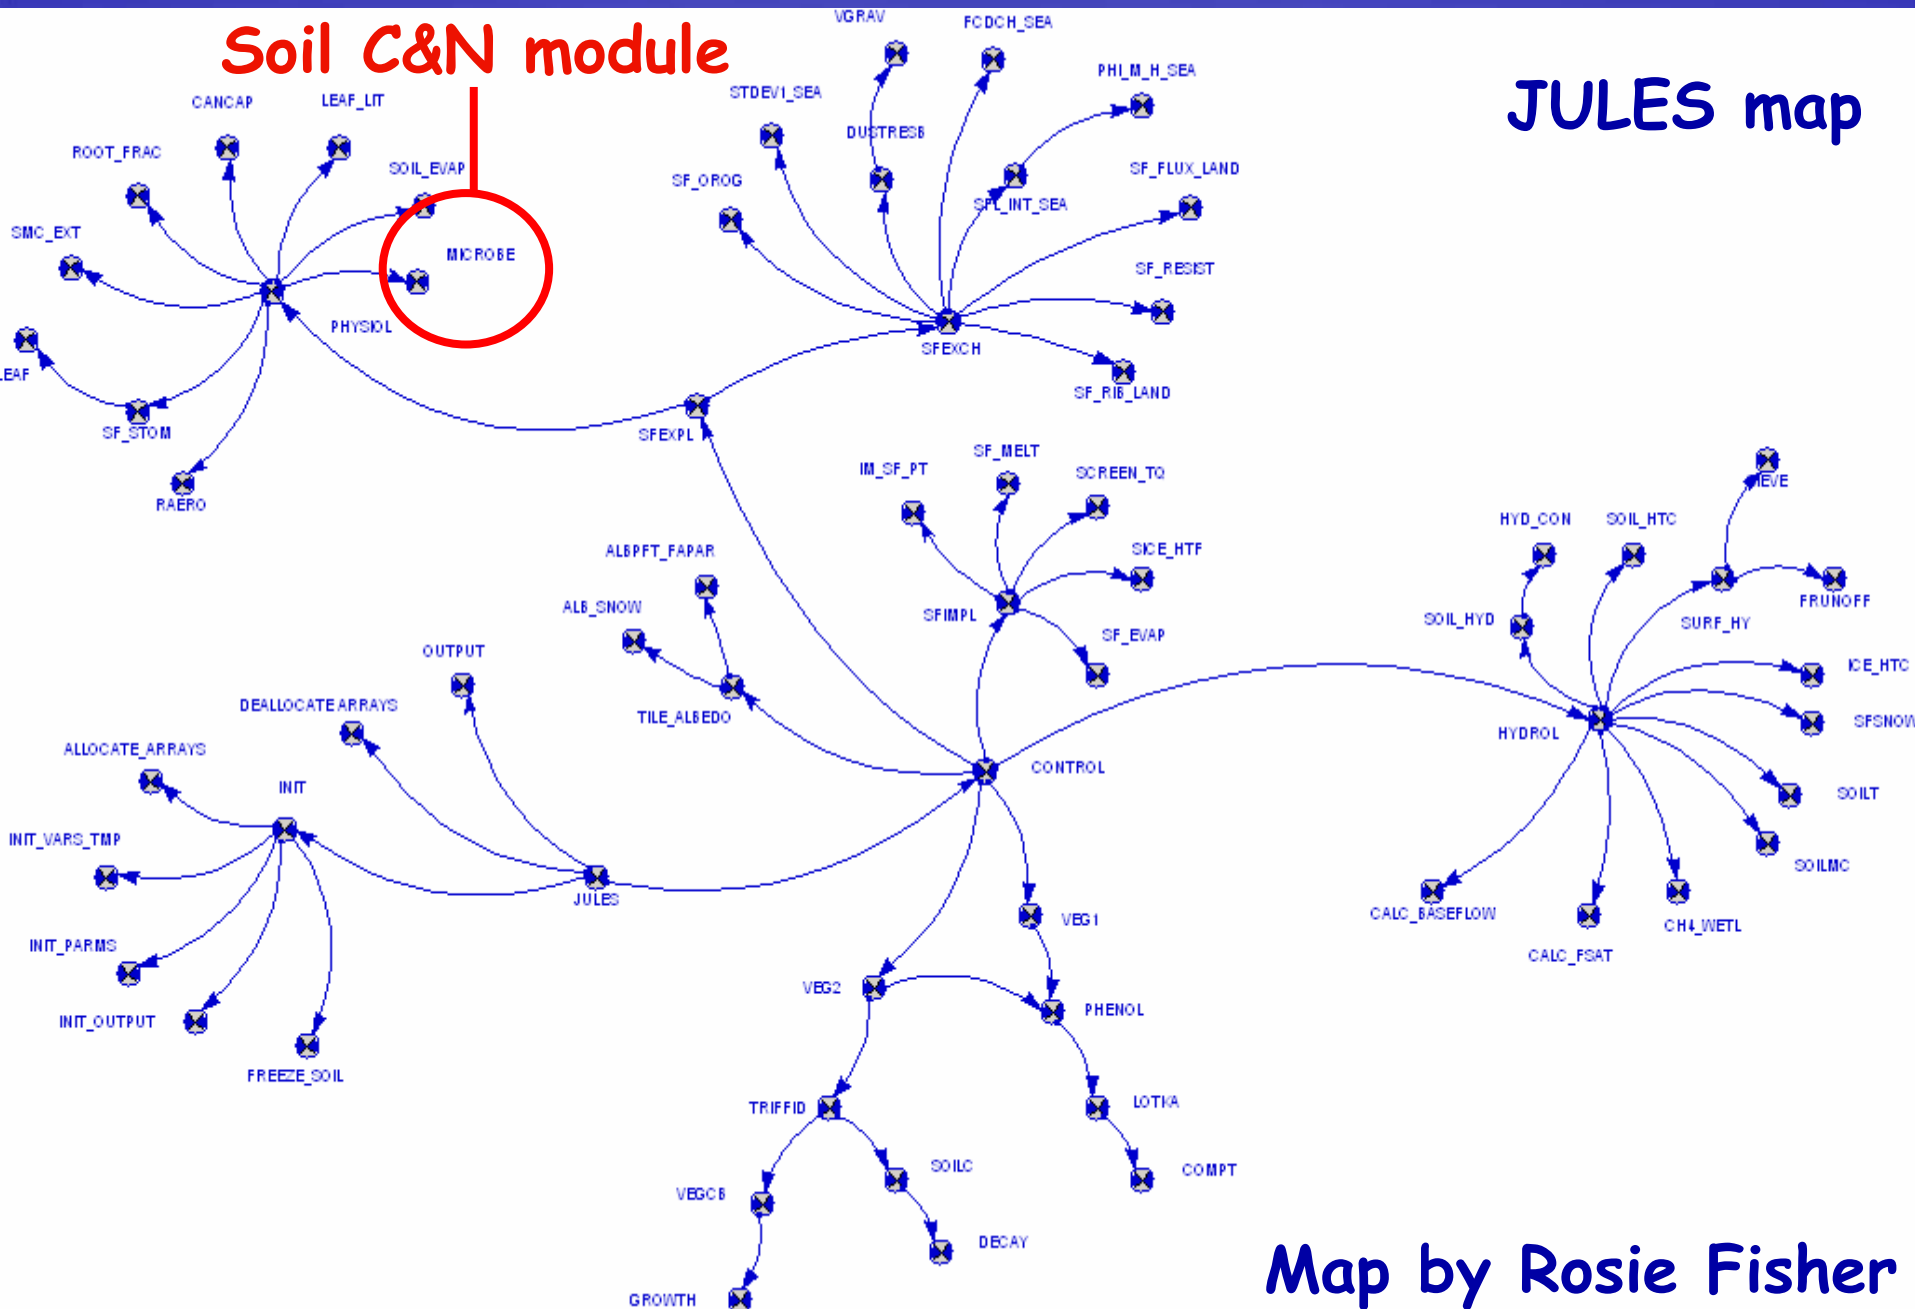 VGRAV
FCDCH_SEA
Soil C&N module
PHI_M_H_SEA
JULES map
STDEV1_SEA
CANCAP
LEAF_LIT
DUSTRESB
ROOT_FRAC
SOIL_EVAP
SF_FLUX_LAND
SF_OROG
SFL_INT_SEA
SMC_EXT
MICROBE
SF_RESIST
PHYSIOL
SFEXCH
LEAF
SF_RIB_LAND
SF_STOM
SFEXPL
SF_MELT
IM_SF_PT
SCREEN_TQ
RAERO
HYD_CON
SOIL_HTC
ALBPFT_FAPAR
SICE_HTF
FRUNOFF
ALB_SNOW
SFIMPL
SOIL_HYD
SURF_HY
SF_EVAP
OUTPUT
ICE_HTC
DEALLOCATE ARRAYS
TILE_ALBEDO
SFSNOW
HYDROL
ALLOCATE_ARRAYS
CONTROL
INIT
SOILT
INIT_VARS_TMP
SOILMC
JULES
CALC_BASEFLOW
VEG1
CH4_WETL
INIT_PARMS
CALC_FSAT
VEG2
PHENOL
INIT_OUTPUT
FREEZE_SOIL
TRIFFID
LOTKA
SOILC
COMPT
VEGCB
DECAY
Map by Rosie Fisher
GROWTH